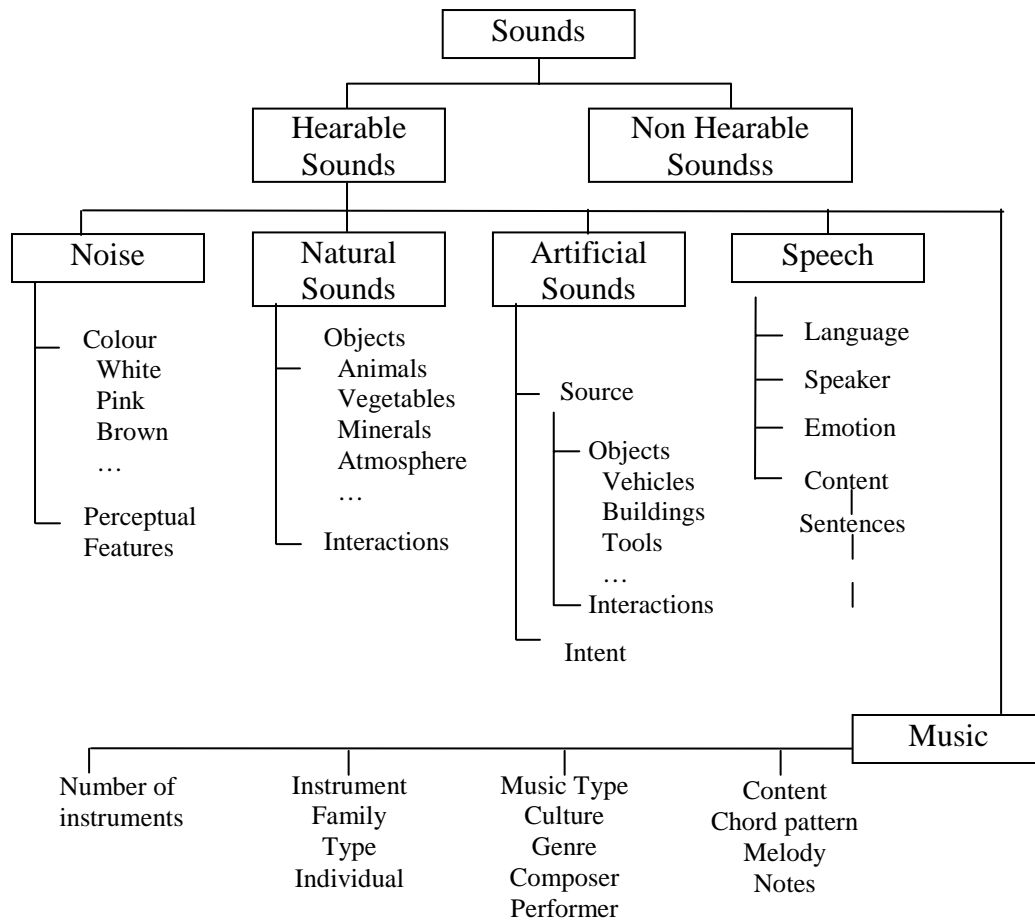 Sounds
Hearable
Sounds
Non Hearable
Soundss
Noise
Colour
White
Pink
Brown
…
Perceptual
Features
Natural
Sounds
Objects
Animals
Vegetables
Minerals
Atmosphere
…
Interactions
Artificial
Sounds
Source
Objects
Vehicles
Buildings
Tools
…
Interactions
Intent
Speech
Language
Speaker
Emotion
Content
Sentences
Music
Number of
instruments
Instrument
Family
Type
Individual
Music Type
Culture
Genre
Composer
Performer
Content
Chord pattern
Melody
Notes